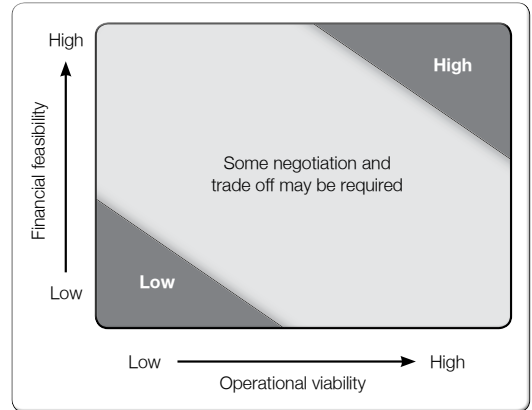 High
High
Financial feasibility
Some negotiation and
trade off may be required
Low
Low
Low
High
Operational viability